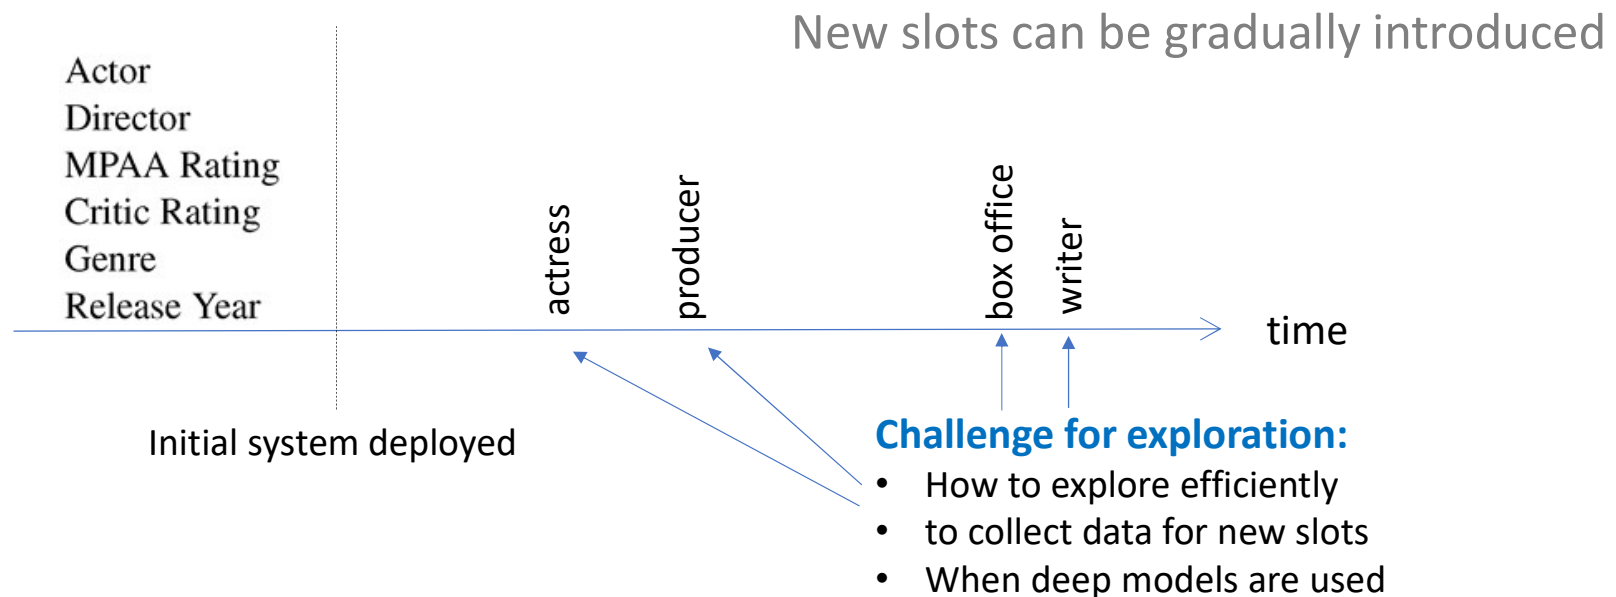 New slots can be gradually introduced
Actor
Director
MPAA Rating
Critic Rating
Genre
Release Year
actress
producer
box office
writer
time
Initial system deployed
Challenge for exploration:
• How to explore efficiently
• to collect data for new slots
• When deep models are used